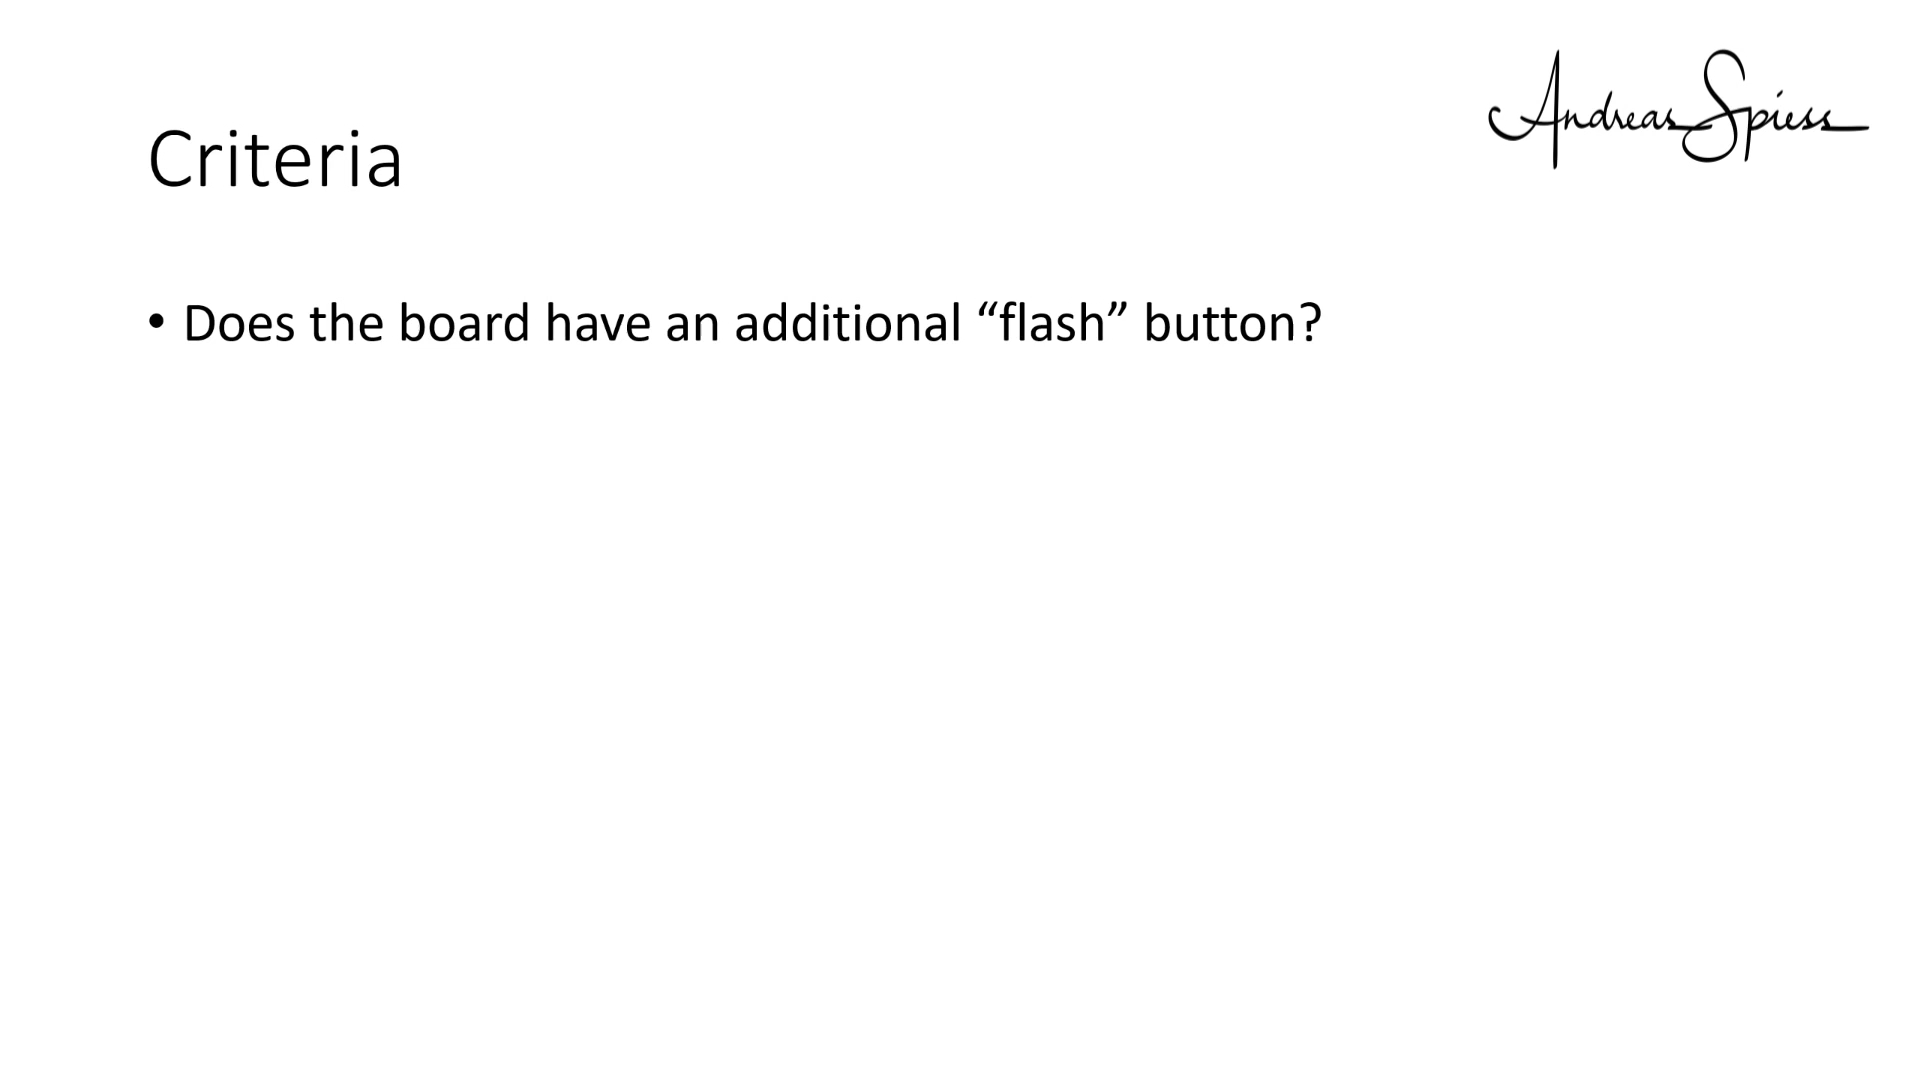 Andreas Spiess
Criteria
• Does the board have an additional “flash” button?